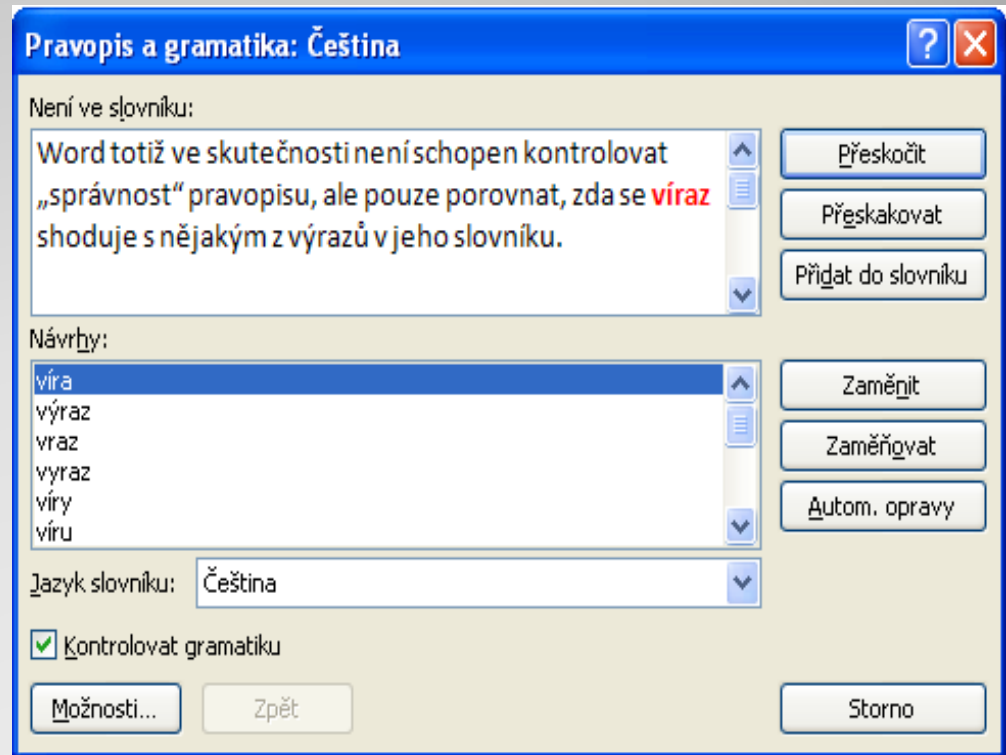 Pravopis a gramatika: Čeština
Není ve slovníku:
Word totiž ve skutečnosti není schopen kontrolovat
„správnost“ pravopisu, ale pouze porovnat, zda se víraz
shoduje s nějakým z výrazů v jeho slovníku.
Přeskočit
Přeskakovat
Přidat do slovníku
Návrhy:
víra
výraz
vraz
vyraz
víry
víru
Zaměnit
Zaměňovat
Autom. opravy
Jazyk slovníku: Čeština
Kontrolovat gramatiku
Možnosti... Zpět Storno